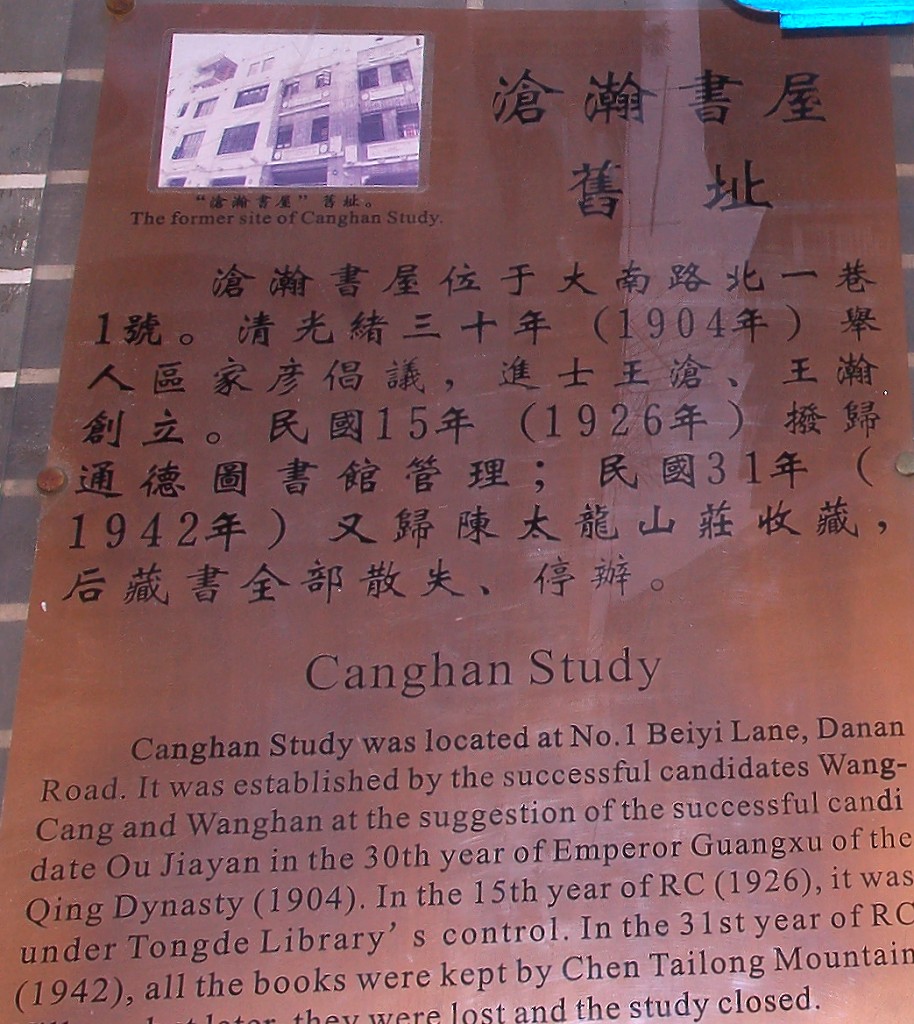 滄瀚書屋
舊址
“滄瀚書屋”舊址。
The former site of Canghan Study.
滄瀚書屋位于大南路北一巷
1號。清光緒三十年（1904年）舉
人區家彦倡議，進士王滄、王瀚
創立。民國15年（1926年）撥歸
通德圖書館管理；民國31年（
1942年）又歸陳太龍山莊收藏，
后藏書全部散失、停辦。
Canghan Study
Canghan Study was located at No.1 Beiyi Lane, Danan
Road. It was established by the successful candidates Wang-
Cang and Wanghan at the suggestion of the successful candi
date Ou Jiayan in the 30th year of Emperor Guangxu of the
Qing Dynasty (1904). In the 15th year of RC (1926), it was
under Tongde Library’s control. In the 31st year of RC
(1942), all the books were kept by Chen Tailong Mountain
later, they were lost and the study closed.